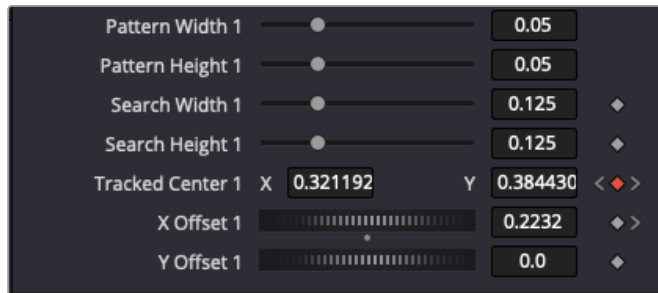 Pattern Width 1 0.05
Pattern Height 1 0.05
Search Width 1 0.125
Search Height 1 0.125
Tracked Center 1 X 0.321192 Y 0.384430
X Offset 1 0.2232
Y Offset 1 0.0